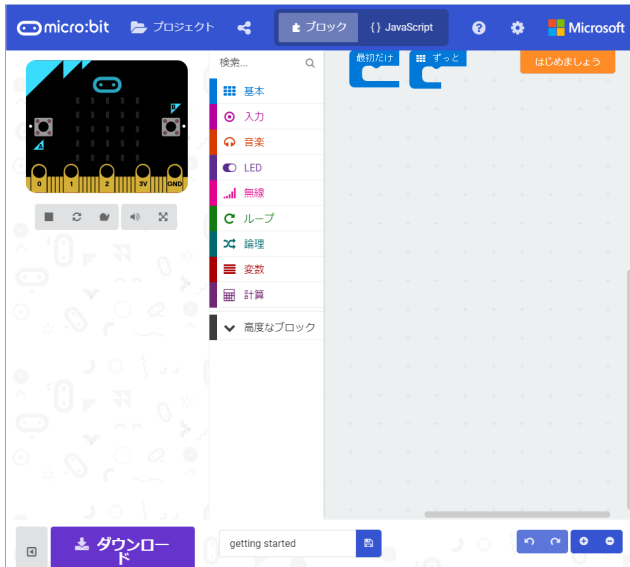 micro:bit
プロジェクト
ブロック
{} JavaScript
Microsoft
検索...
基本
入力
音楽
LED
無線
ループ
論理
変数
計算
高度なブロック
最初だけ
ずっと
はじめましょう
A
B
0 1 2 3V GND
ダウンロー
ド
getting started